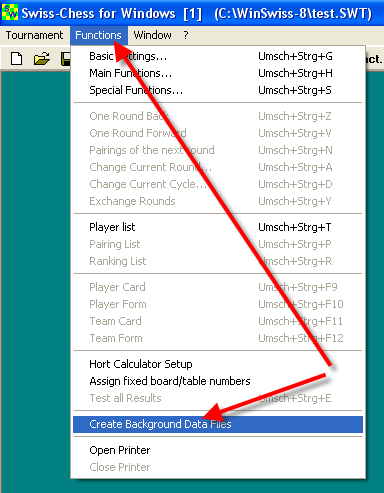 Swiss-Chess for Windows [1] (C:\WinSwiss-8\test.SWT)
Tournament Functions Window ?
Basic Settings... Umsch+Strg+G
Main Functions... Umsch+Strg+H
Special Functions... Umsch+Strg+S
One Round Back Umsch+Strg+Z
One Round Forward Umsch+Strg+V
Pairings of the next round Umsch+Strg+N
Change Current Round... Umsch+Strg+A
Change Current Cycle... Umsch+Strg+D
Exchange Rounds Umsch+Strg+Y
Player list Umsch+Strg+T
Pairing List Umsch+Strg+P
Ranking List Umsch+Strg+R
Player Card Umsch+Strg+F9
Player Form Umsch+Strg+F10
Team Card Umsch+Strg+F11
Team Form Umsch+Strg+F12
Hort Calculator Setup
Assign fixed board/table numbers
Test all Results Umsch+Strg+E
Create Background Data Files
Open Printer
Close Printer